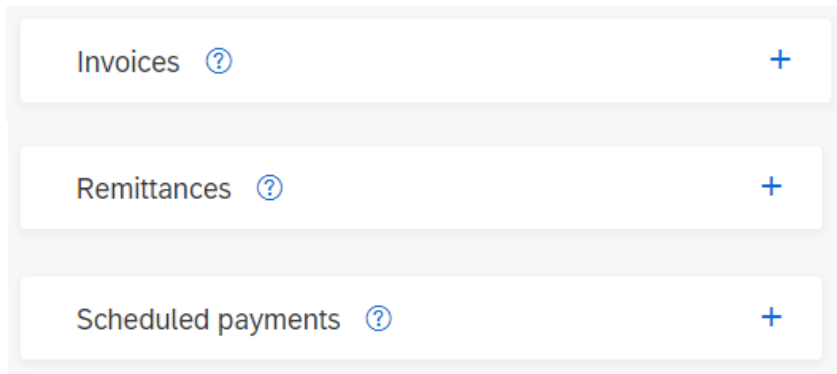 Invoices ? +
Remittances ? +
Scheduled payments ? +